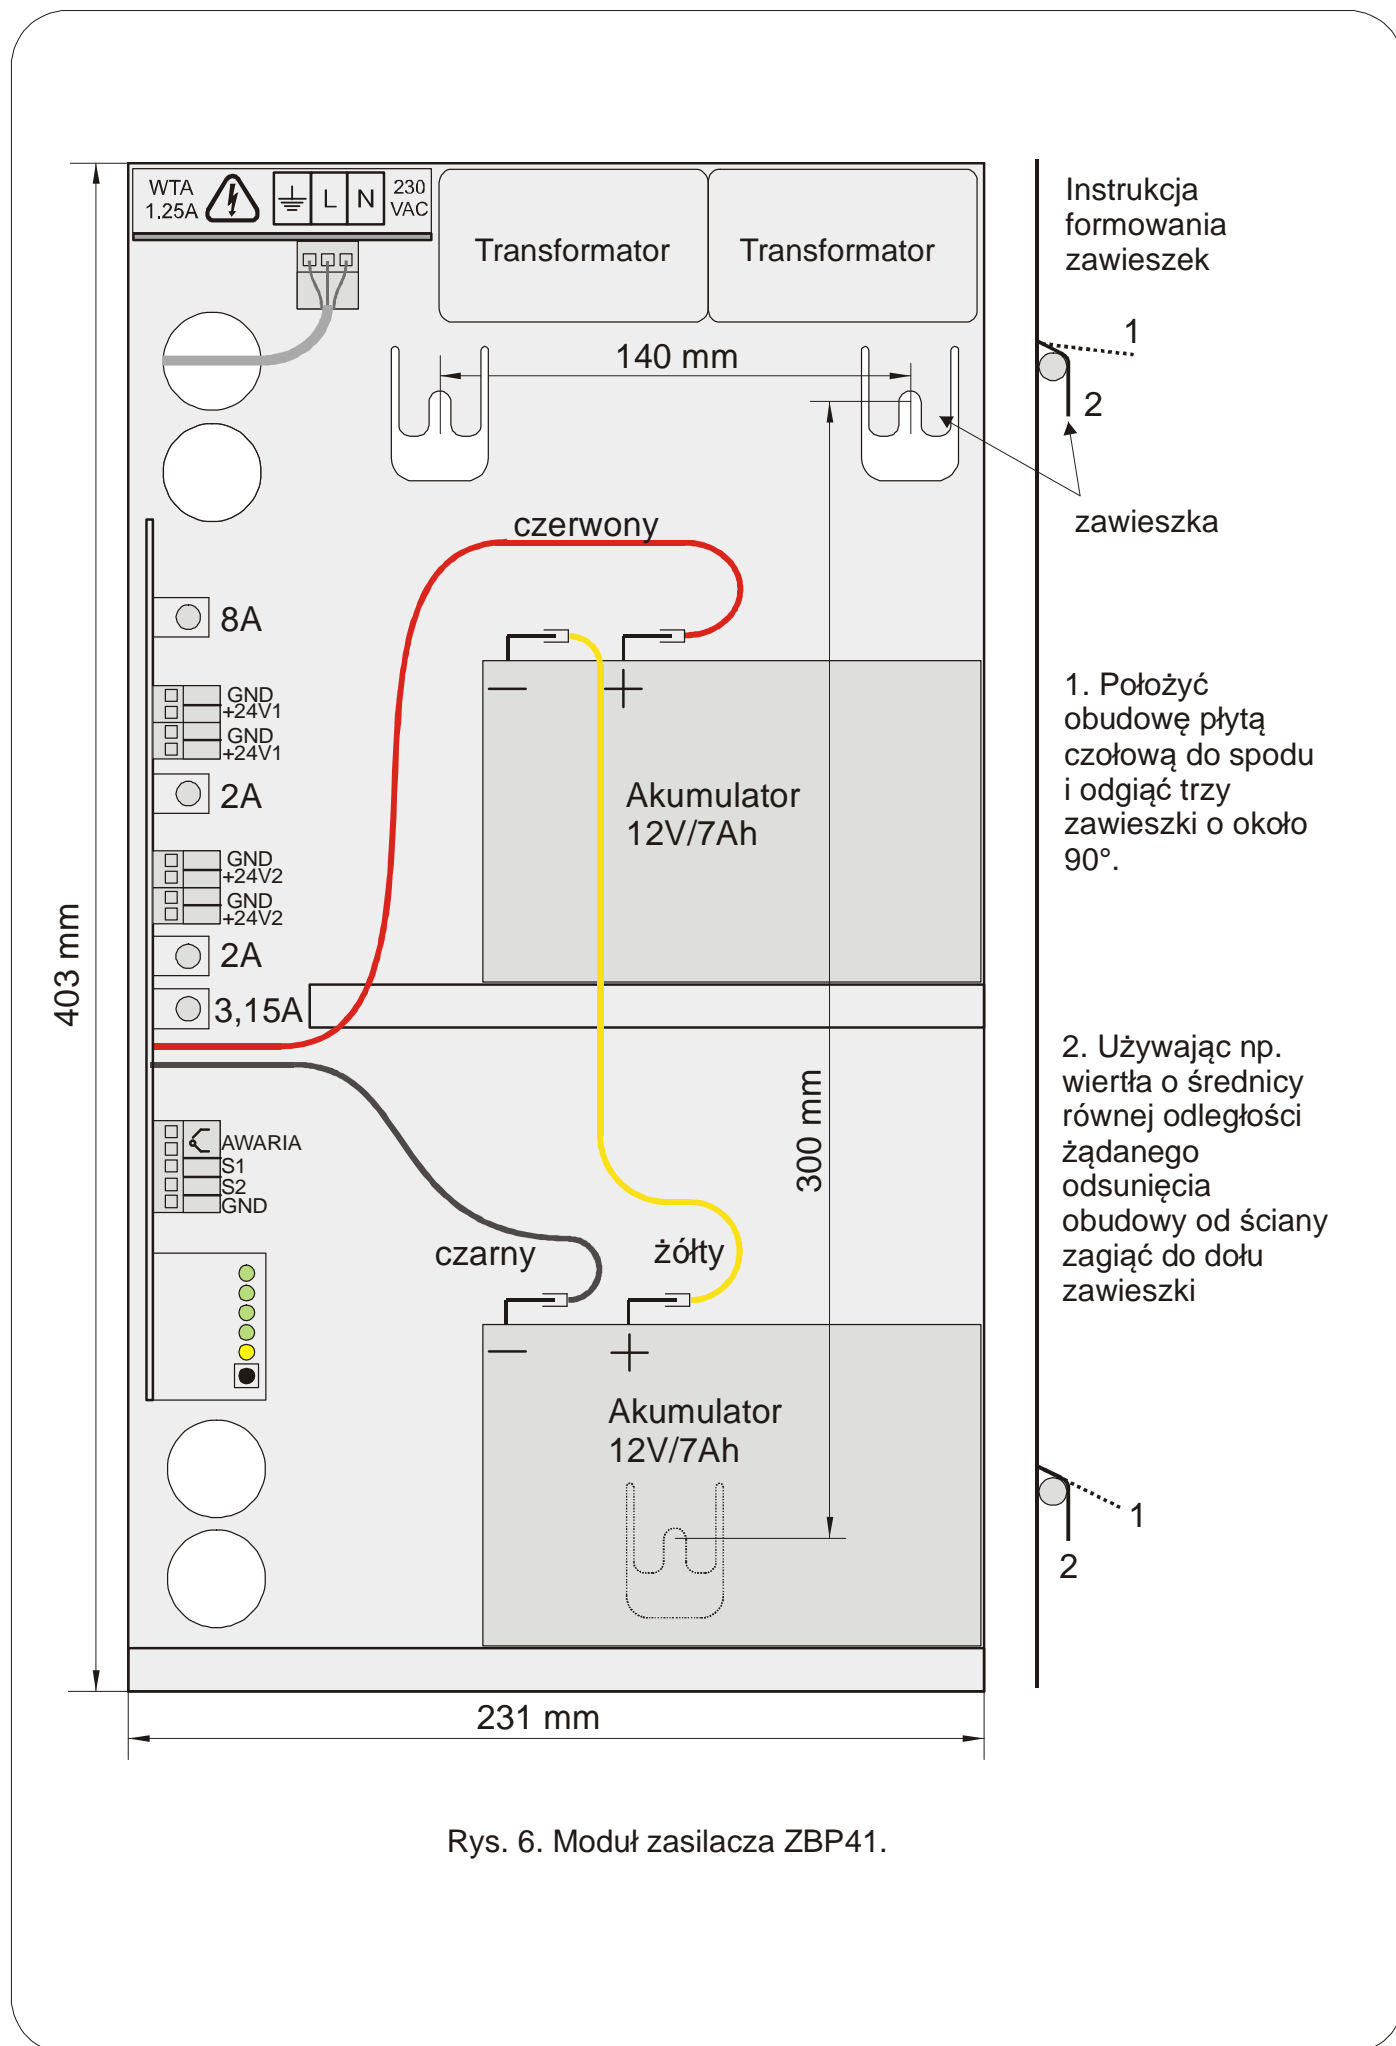 WTA
1.25A
L
N
230
VAC
Transformator
Transformator
Instrukcja
formowania
zawieszek
1
2
140 mm
zawieszka
czerwony
8A
GND
+24V1
GND
+24V1
2A
GND
+24V2
GND
+24V2
2A
3,15A
Akumulator
12V/7Ah
1. Położyć
obudowę płytą
czołową do spodu
i odgiąć trzy
zawieszki o około
90°.
403 mm
300 mm
2. Używając np.
wiertła o średnicy
równej odległości
żądanego
odsunięcia
obudowy od ściany
zagiąć do dołu
zawieszki
AWARIA
S1
S2
GND
czarny
żółty
Akumulator
12V/7Ah
1
2
231 mm
Rys. 6. Moduł zasilacza ZBP41.